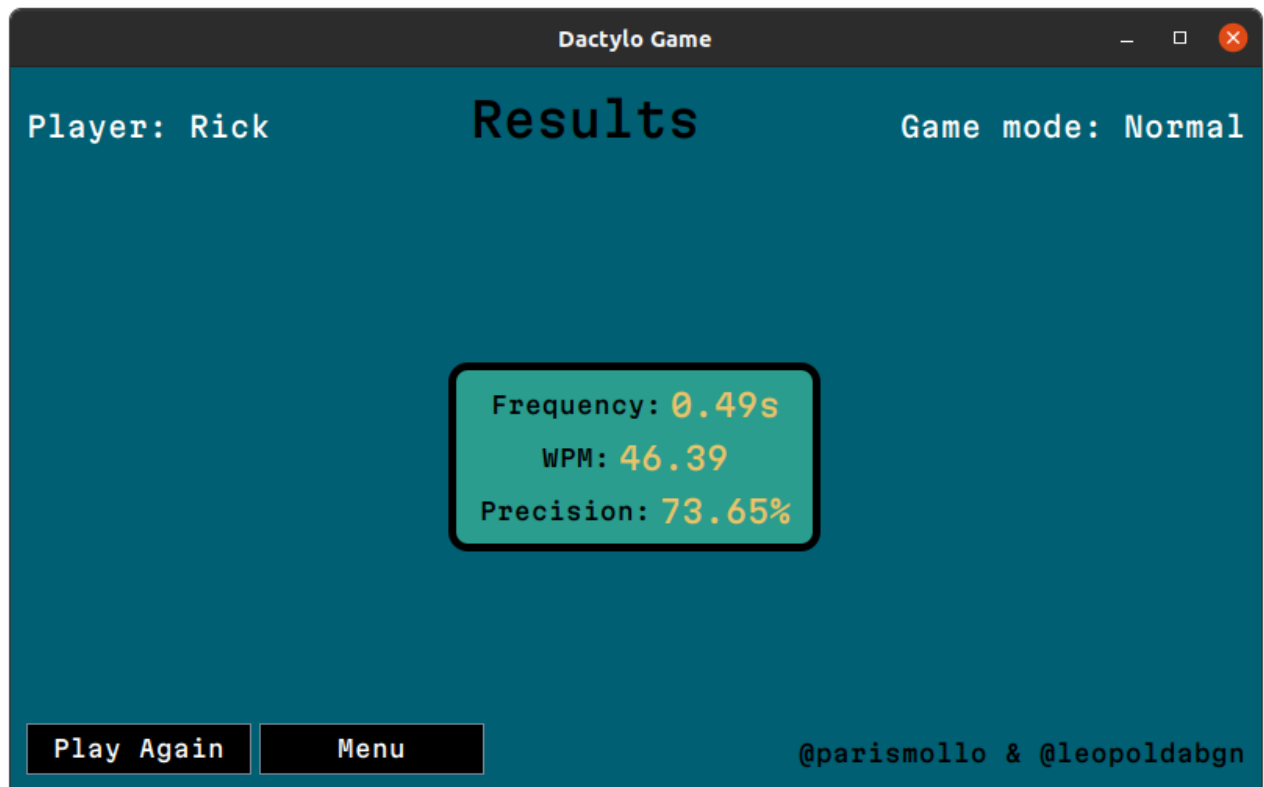 Dactylo Game
Player: Rick
Results
Game mode: Normal
Frequency: 0.49s
WPM: 46.39
Precision: 73.65%
Play Again
Menu
@parismollo & @leopoldabgn